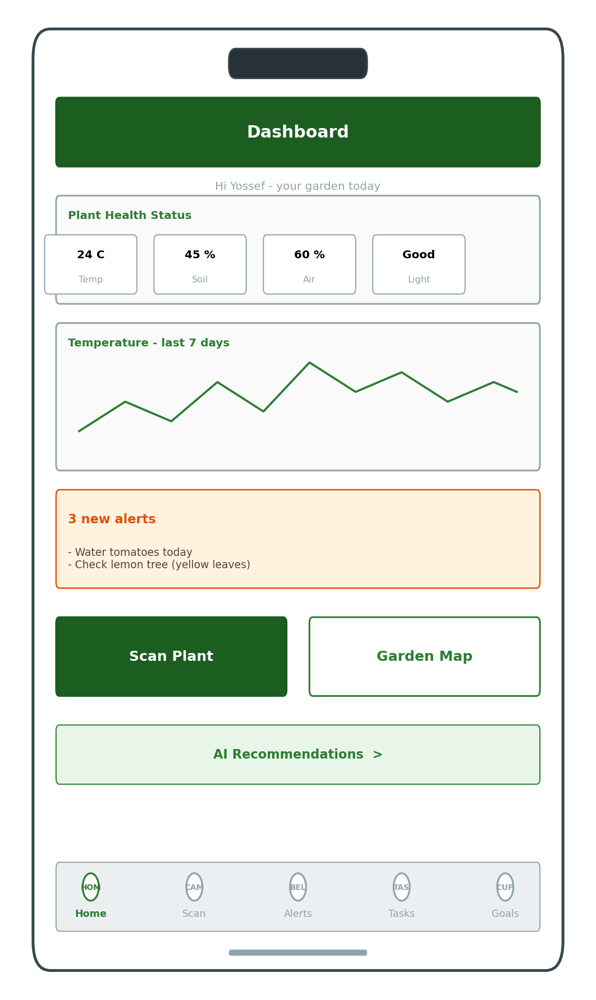 Dashboard
Hi Yossef - your garden today
Plant Health Status
24 C
45 %
60 %
Good
Temp
Soil
Air
Light
Temperature - last 7 days
3 new alerts
- Water tomatoes today
- Check lemon tree (yellow leaves)
Scan Plant
Garden Map
AI Recommendations >
HOM
CAM
BEL
TAS
CUP
Home
Scan
Alerts
Tasks
Goals